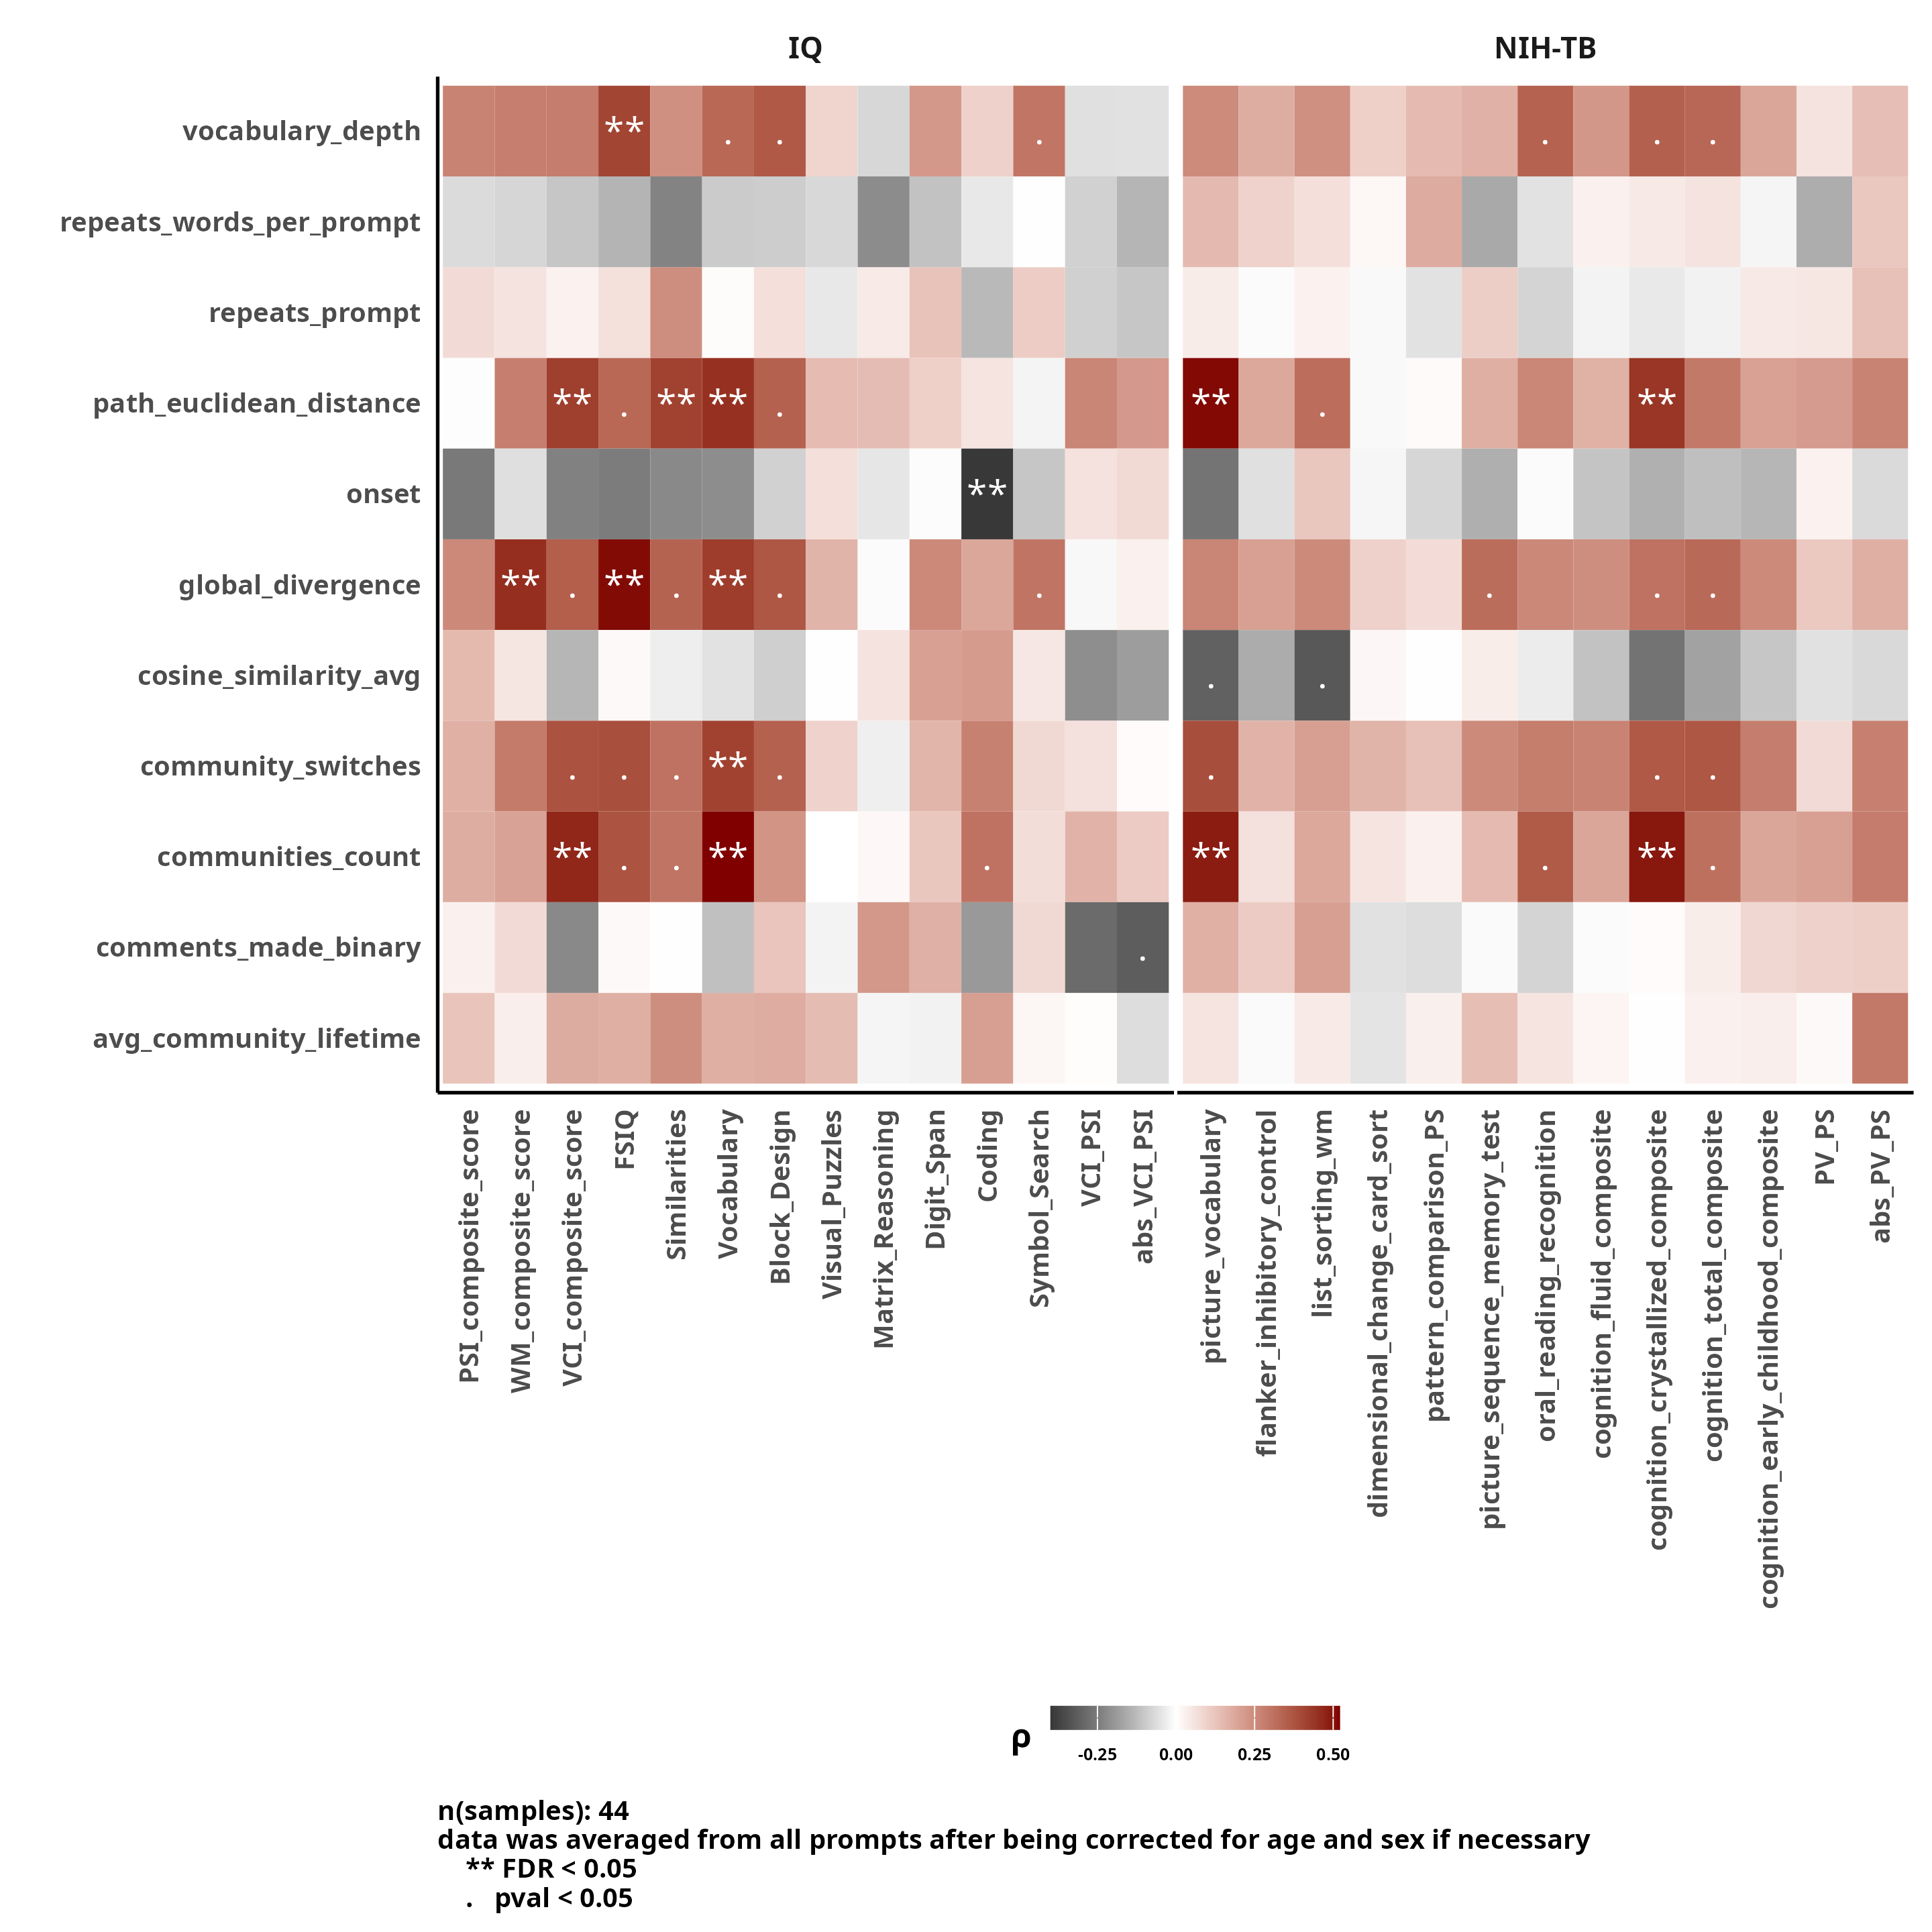 IQ
NIH-TB
vocabulary_depth
** . . . . . .
repeats_words_per_prompt
repeats_prompt
path_euclidean_distance
** . ** ** . ** . **
onset
**
global_divergence
** . ** . ** . . . . .
cosine_similarity_avg
. .
community_switches
. . . ** . . . .
communities_count
** . . ** . ** . ** .
comments_made_binary
.
avg_community_lifetime
PSI_composite_score
WM_composite_score
VCI_composite_score
FSIQ
Similarities
Vocabulary
Block_Design
Visual_Puzzles
Matrix_Reasoning
Digit_Span
Coding
Symbol_Search
VCI_PSI
abs_VCI_PSI
picture_vocabulary
flanker_inhibitory_control
list_sorting_wm
dimensional_change_card_sort
pattern_comparison_PS
picture_sequence_memory_test
oral_reading_recognition
cognition_fluid_composite
cognition_crystallized_composite
cognition_total_composite
cognition_early_childhood_composite
PV_PS
abs_PV_PS
ρ
-0.25 0.00 0.25 0.50
n(samples): 44
data was averaged from all prompts after being corrected for age and sex if necessary
** FDR < 0.05
. pval < 0.05